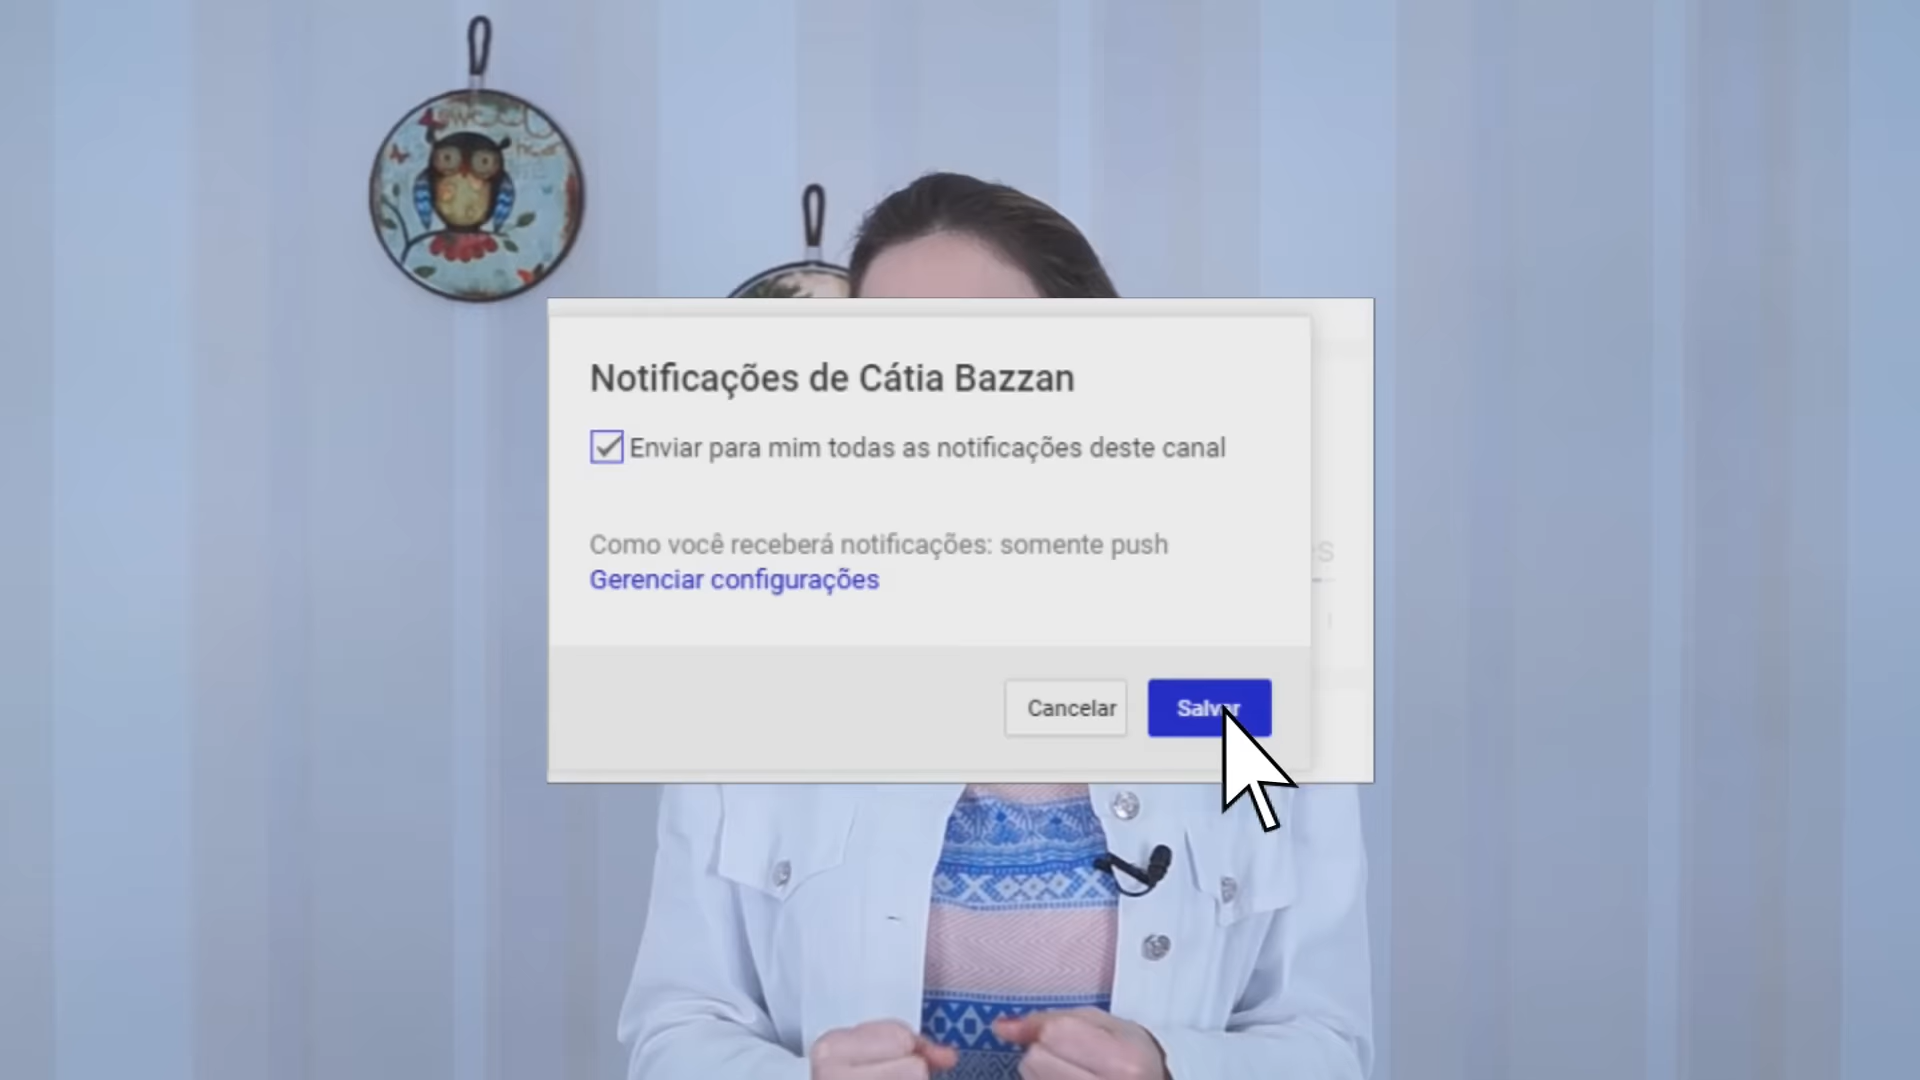 Sweet
Notificações de Cátia Bazzan
Enviar para mim todas as notificações deste canal
Como você receberá notificações: somente push
Gerenciar configurações
Cancelar
Salvar